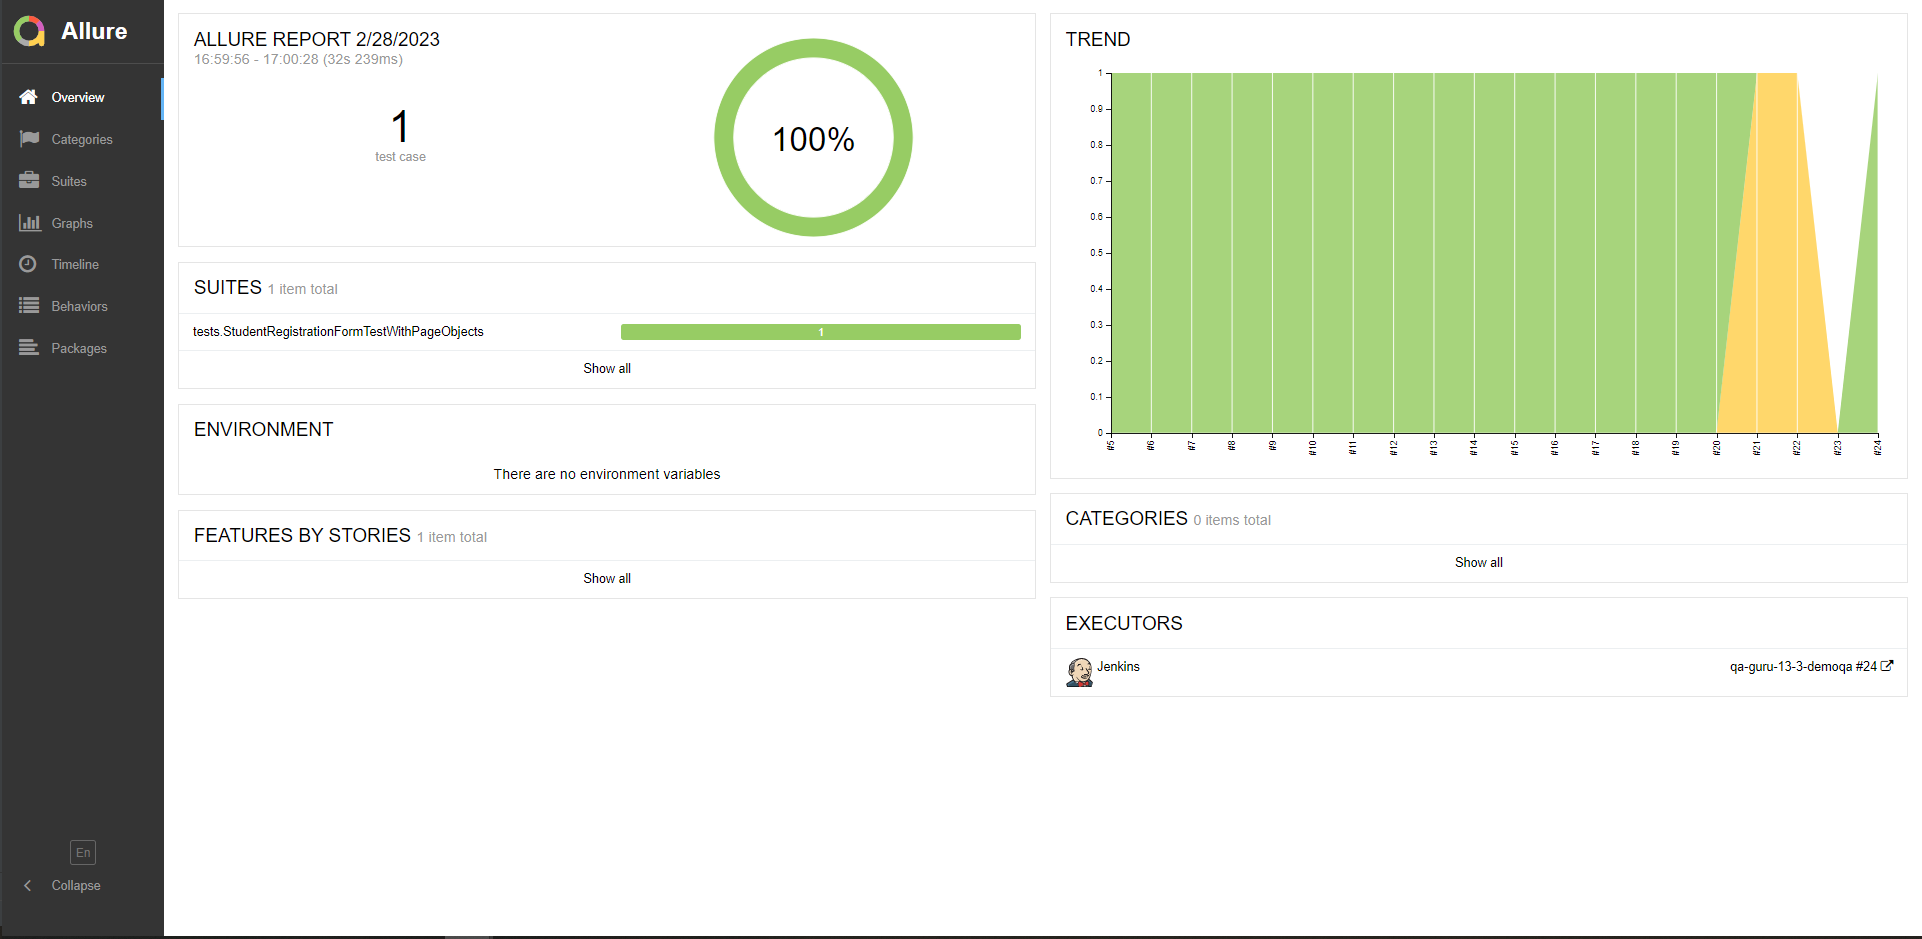 Allure
Overview
Categories
Suites
Graphs
Timeline
Behaviors
Packages
En
Collapse
ALLURE REPORT 2/28/2023
16:59:56 - 17:00:28 (32s 239ms)
1
test case
100%
SUITES 1 item total
tests.StudentRegistrationFormTestWithPageObjects 1
Show all
ENVIRONMENT
There are no environment variables
FEATURES BY STORIES 1 item total
Show all
TREND
1
0.9
0.8
0.7
0.6
0.5
0.4
0.3
0.2
0.1
0
#5 #6 #7 #8 #9 #10 #11 #12 #13 #14 #15 #16 #17 #18 #19 #20 #21 #22 #23 #24
CATEGORIES 0 items total
Show all
EXECUTORS
Jenkins qa-guru-13-3-demoqa #24